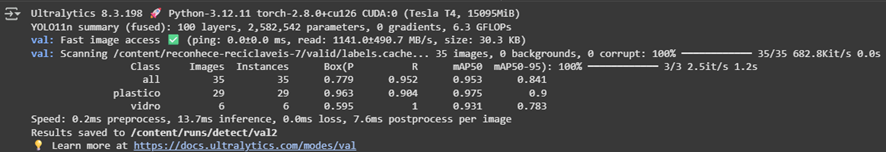 Ultralytics 8.3.198 🚀 Python-3.12.11 torch-2.8.0+cu126 CUDA:0 (Tesla T4, 15095MiB)
YOLO11n summary (fused): 100 layers, 2,582,542 parameters, 0 gradients, 6.3 GFLOPs
val: Fast image access ✅ (ping: 0.0±0.0 ms, read: 1141.0±490.7 MB/s, size: 30.3 KB)
val: Scanning /content/reconhece-reciclaveis-7/valid/labels.cache... 35 images, 0 backgrounds, 0 corrupt: 100% ━━━━━━━━━━━━ 35/35 682.8Kit/s 0.0s
Class Images Instances Box(P R mAP50 mAP50-95): 100% ━━━━━━━━━━━━ 3/3 2.5it/s 1.2s
all 35 35 0.779 0.952 0.953 0.841
plastico 29 29 0.963 0.904 0.975 0.9
vidro 6 6 0.595 1 0.931 0.783
Speed: 0.2ms preprocess, 13.7ms inference, 0.0ms loss, 7.6ms postprocess per image
Results saved to /content/runs/detect/val2
💡 Learn more at https://docs.ultralytics.com/modes/val